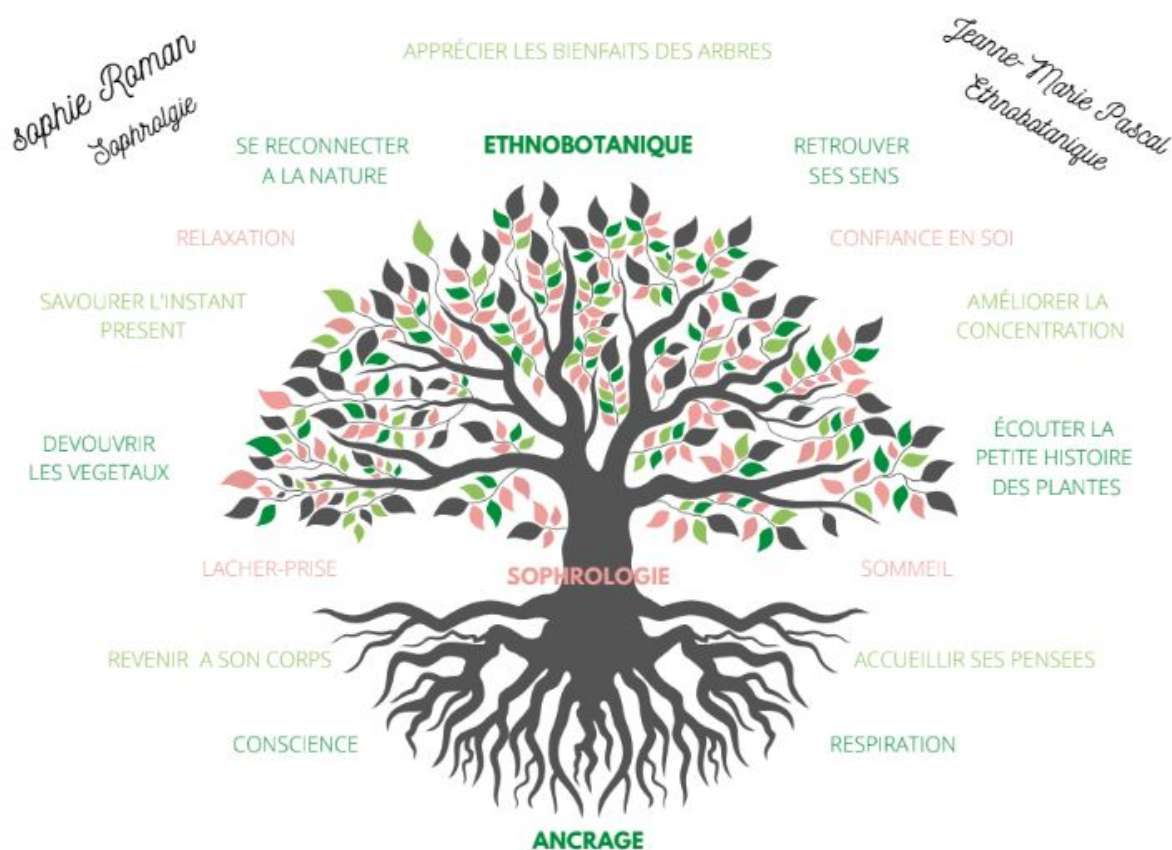 APPRÉCIER LES BIENFAITS DES ARBRES
sophie Roman
Sophrolgie
Jeanne-Marie Pascal
Ethnobotanique
SE RECONNECTER
A LA NATURE
ETHNOBOTANIQUE
RETROUVER
SES SENS
RELAXATION
CONFIANCE EN SOI
SAVOURER L'INSTANT
PRESENT
AMÉLIORER LA
CONCENTRATION
DEVOUVRIR
LES VEGETAUX
ÉCOUTER LA
PETITE HISTOIRE
DES PLANTES
LACHER-PRISE
SOPHROLOGIE
SOMMEIL
REVENIR A SON CORPS
ACCUEILLIR SES PENSEES
CONSCIENCE
RESPIRATION
ANCRAGE